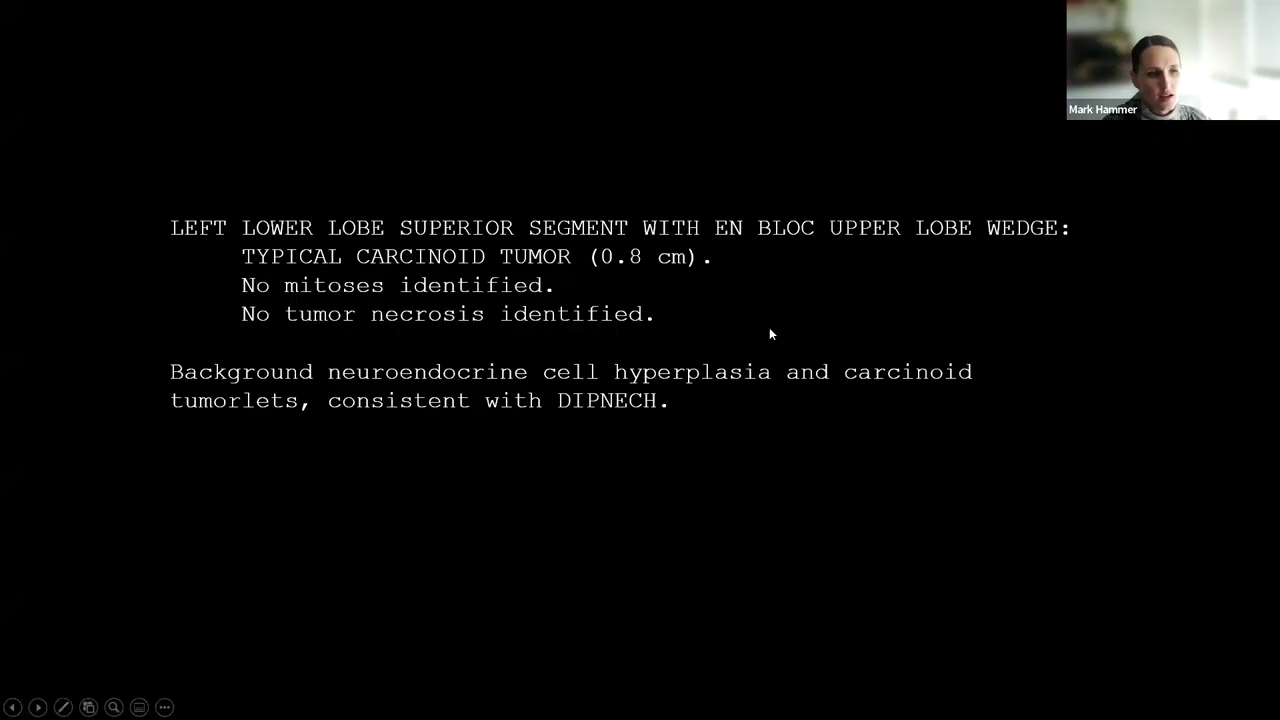 Mark Hammer
LEFT LOWER LOBE SUPERIOR SEGMENT WITH EN BLOC UPPER LOBE WEDGE:
TYPICAL CARCINOID TUMOR (0.8 cm).
No mitoses identified.
No tumor necrosis identified.
Background neuroendocrine cell hyperplasia and carcinoid
tumorlets, consistent with DIPNECH.